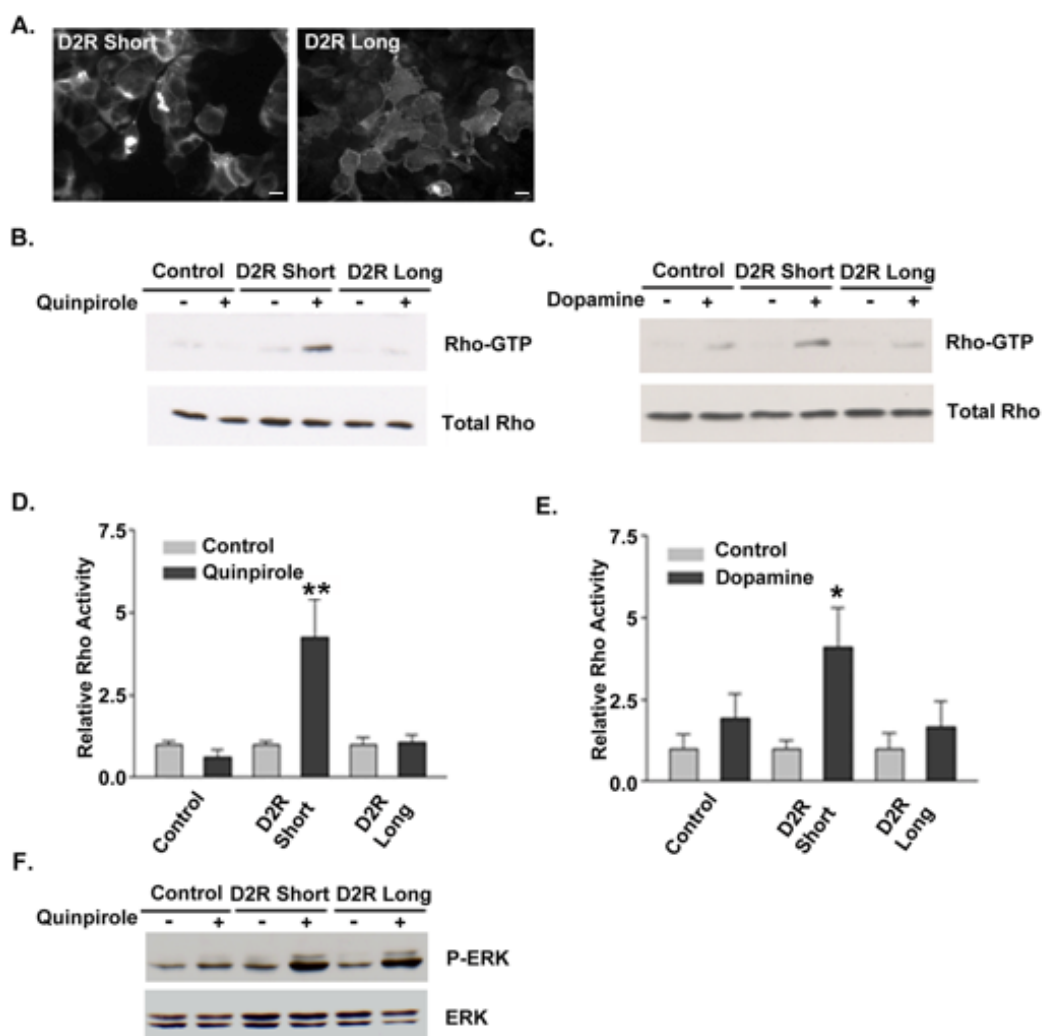 A.
D2R Short
D2R Long
B.
Control D2R Short D2R Long
Quinpirole - + - + - +
Rho-GTP
Total Rho
C.
Control D2R Short D2R Long
Dopamine - + - + - +
Rho-GTP
Total Rho
D.
Relative Rho Activity
7.5
5
2.5
0.0
Control
Quinpirole
**
Control
D2R Short
D2R Long
E.
Relative Rho Activity
7.5
5
2.5
0.0
Control
Dopamine
*
Control
D2R Short
D2R Long
F.
Control D2R Short D2R Long
Quinpirole - + - + - +
P-ERK
ERK